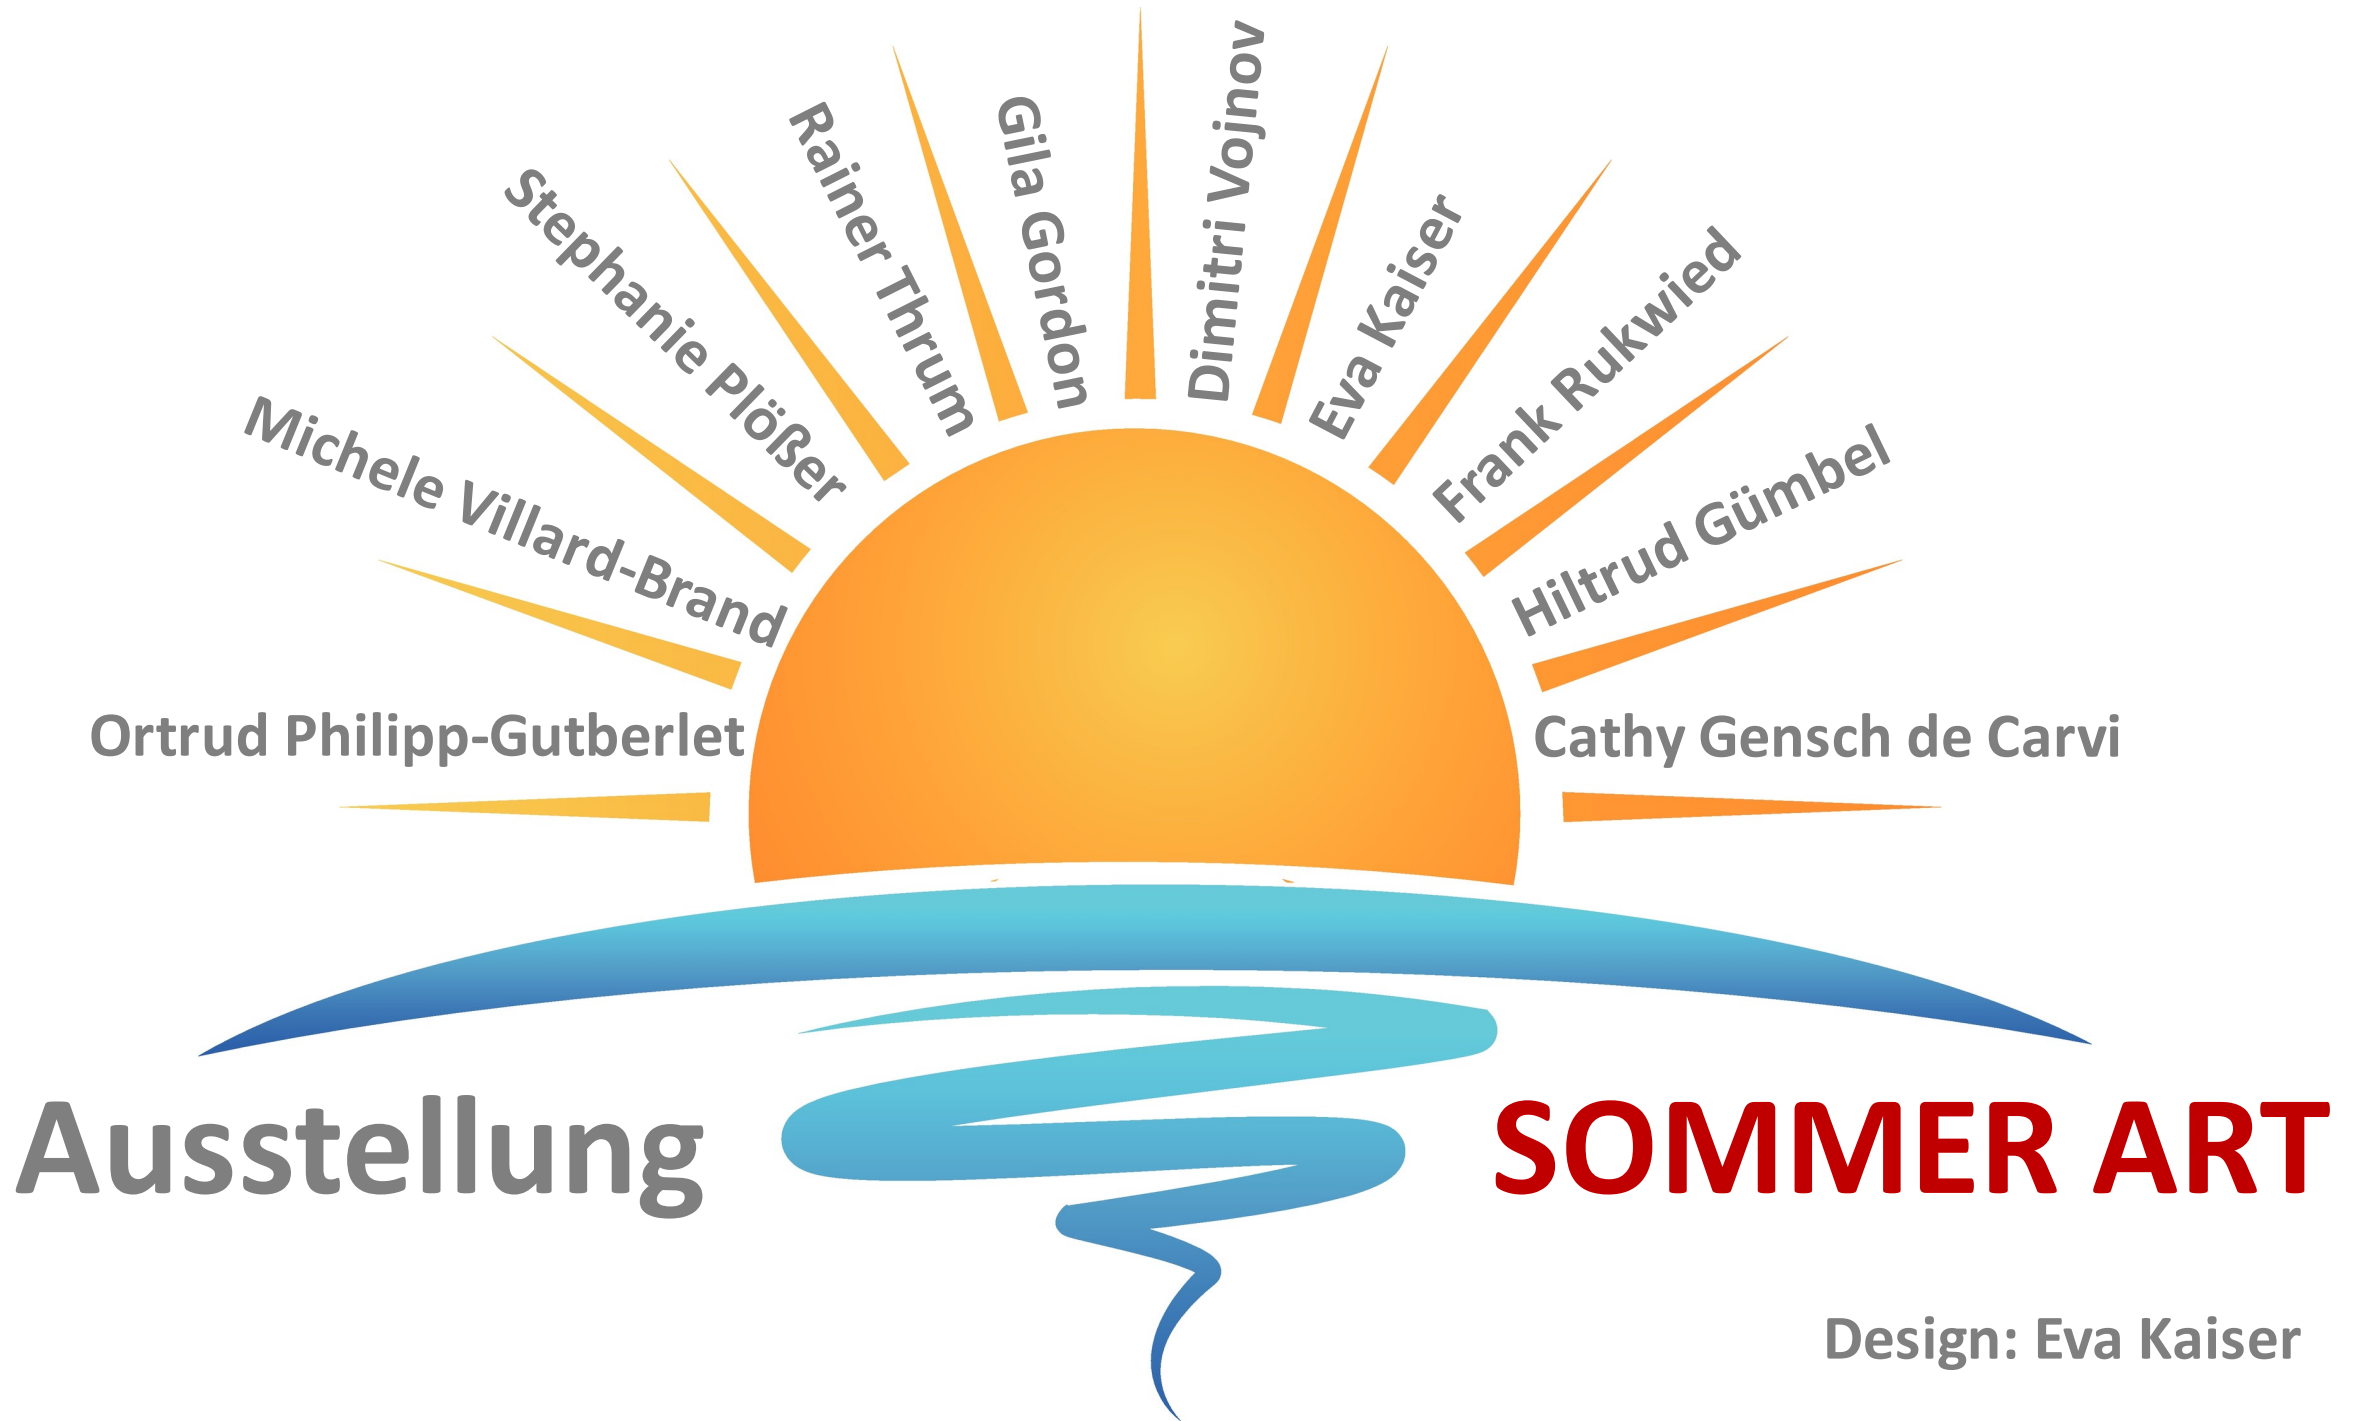 Ortrud Philipp-Gutberlet
Michele Villard-Brand
Stephanie Plößer
Rainer Thrum
Gila Gordon
Dimitri Vojnov
Eva Kaiser
Frank Rukwied
Hiltrud Gümbel
Cathy Gensch de Carvi
Ausstellung
SOMMER ART
Design: Eva Kaiser